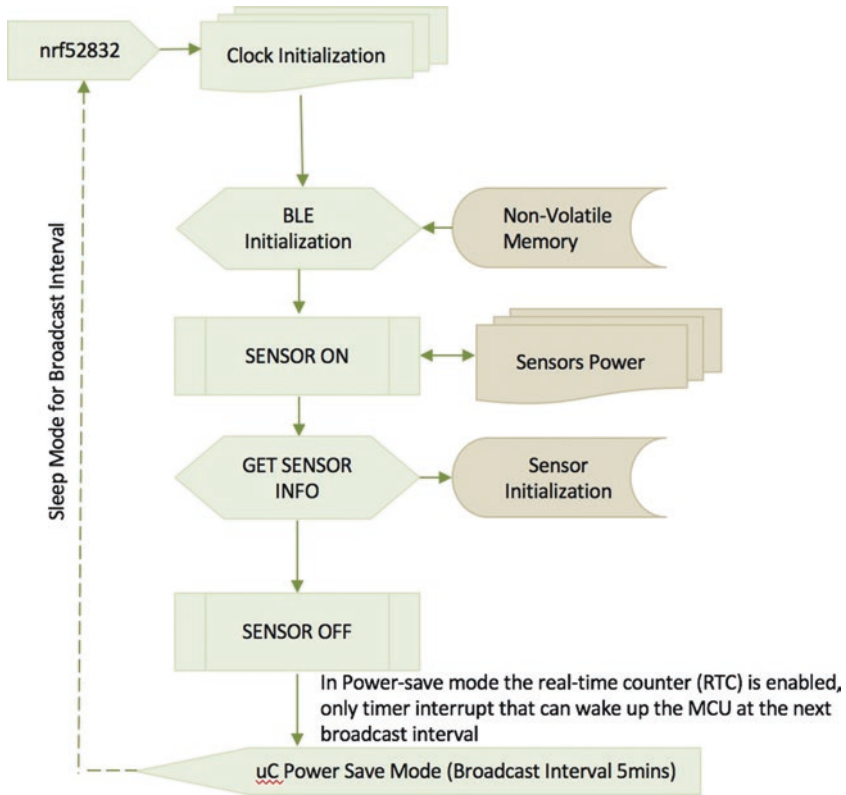 nrf52832
Clock Initialization
BLE
Initialization
Non-Volatile
Memory
SENSOR ON
Sensors Power
GET SENSOR
INFO
Sensor
Initialization
SENSOR OFF
Sleep Mode for Broadcast Interval
In Power-save mode the real-time counter (RTC) is enabled,
only timer interrupt that can wake up the MCU at the next
broadcast interval
uC Power Save Mode (Broadcast Interval 5mins)